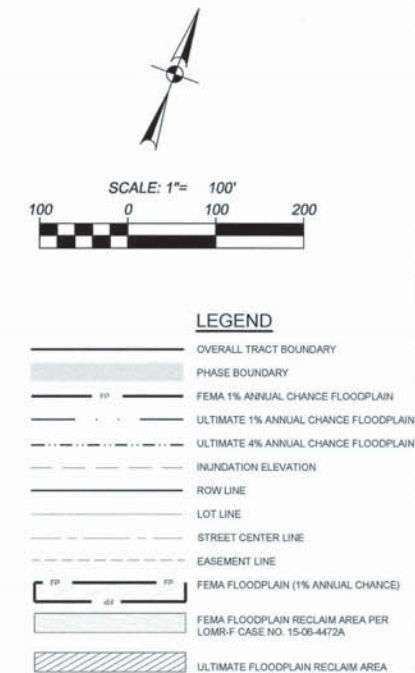 SCALE: 1"= 100'
100 0 100 200
LEGEND
OVERALL TRACT BOUNDARY
PHASE BOUNDARY
FP FEMA 1% ANNUAL CHANCE FLOODPLAIN
ULTIMATE 1% ANNUAL CHANCE FLOODPLAIN
ULTIMATE 4% ANNUAL CHANCE FLOODPLAIN
INUNDATION ELEVATION
ROW LINE
LOT LINE
STREET CENTER LINE
EASEMENT LINE
FP FP FEMA FLOODPLAIN (1% ANNUAL CHANCE)
FEMA FLOODPLAIN RECLAIM AREA PER
LOMR-F CASE NO. 15-06-4472A
ULTIMATE FLOODPLAIN RECLAIM AREA